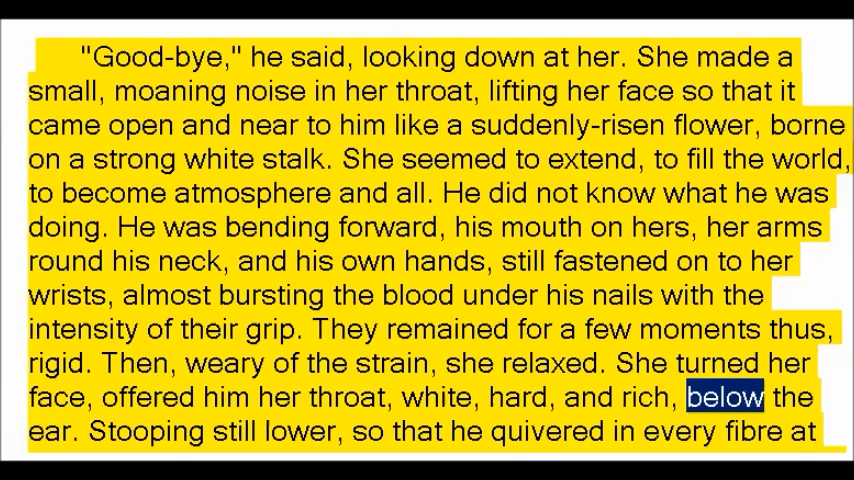 "Good-bye," he said, looking down at her. She made a
small, moaning noise in her throat, lifting her face so that it
came open and near to him like a suddenly-risen flower, borne
on a strong white stalk. She seemed to extend, to fill the world,
to become atmosphere and all. He did not know what he was
doing. He was bending forward, his mouth on hers, her arms
round his neck, and his own hands, still fastened on to her
wrists, almost bursting the blood under his nails with the
intensity of their grip. They remained for a few moments thus,
rigid. Then, weary of the strain, she relaxed. She turned her
face, offered him her throat, white, hard, and rich, below the
ear. Stooping still lower, so that he quivered in every fibre at